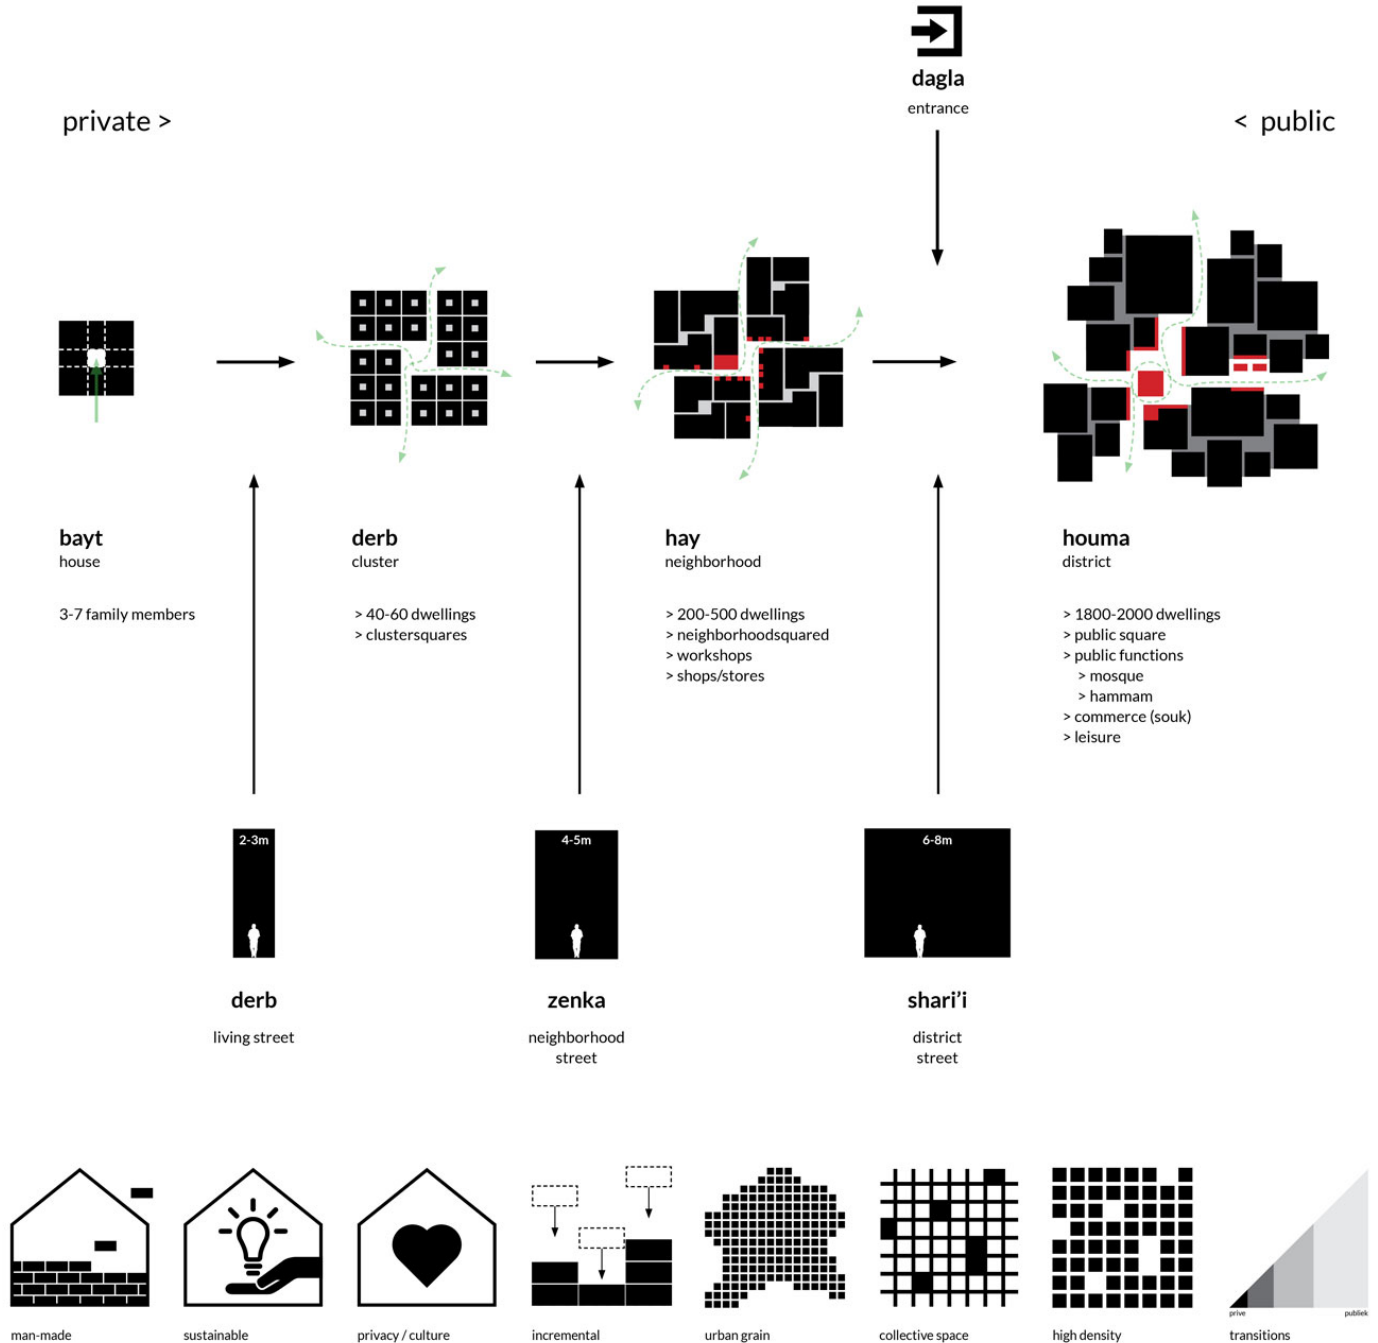 dagla
entrance
private >
< public
bayt
house
3-7 family members
derb
cluster
> 40-60 dwellings
> clustersquares
hay
neighborhood
> 200-500 dwellings
> neighborhoodsquared
> workshops
> shops/stores
houma
district
> 1800-2000 dwellings
> public square
> public functions
> mosque
> hammam
> commerce (souk)
> leisure
2-3m
4-5m
6-8m
derb
living street
zenka
neighborhood
street
shari’i
district
street
prive
publiek
man-made
sustainable
privacy / culture
incremental
urban grain
collective space
high density
transitions